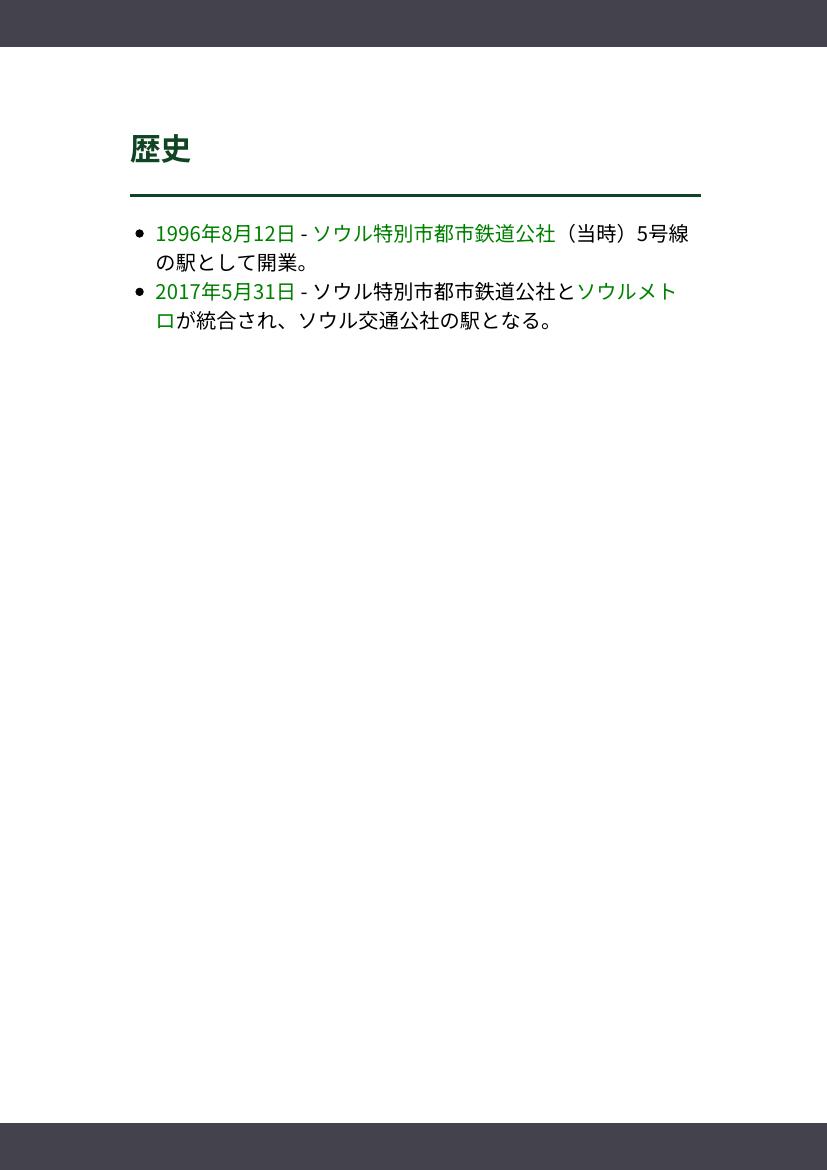 歴史
1996年8月12日 - ソウル特別市都市鉄道公社（当時）5号線
の駅として開業。
2017年5月31日 - ソウル特別市都市鉄道公社とソウルメト
ロが統合され、ソウル交通公社の駅となる。